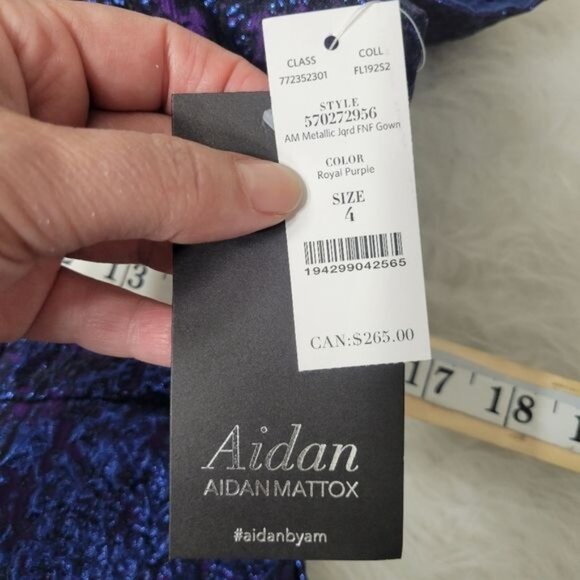 CLASS COLL
772352301 FL19252
STYLE
570272956
AM Metallic Jqrd FNF Gown
COLOR
Royal Purple
SIZE
4
194299042565
CAN:$265.00
13
17 18
Aidan
AIDAN MATTOX
#aidanbyam